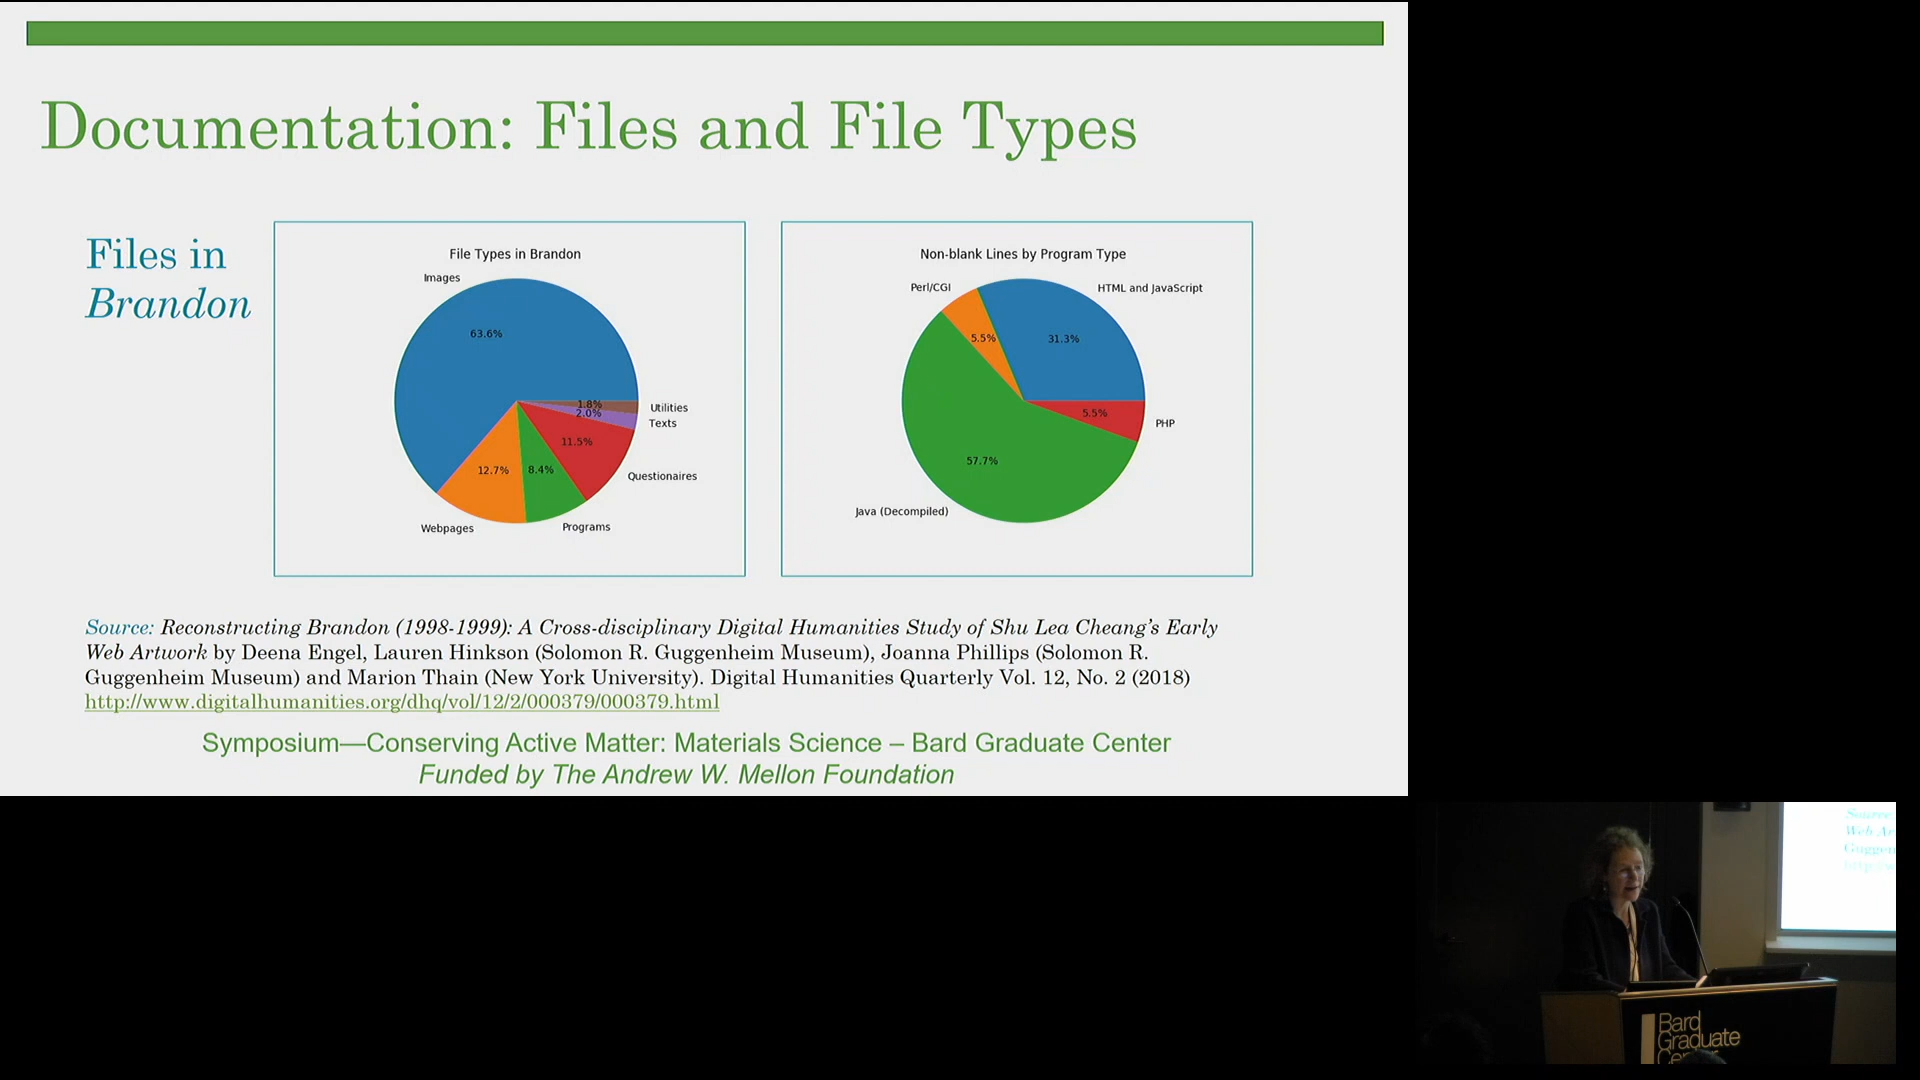 Documentation: Files and File Types
Files in
Brandon
File Types in Brandon
Images
63.6%
1.8%
Utilities
2.0%
Texts
11.5%
Questionaires
12.7%
8.4%
Webpages
Programs
Non-blank Lines by Program Type
Perl/CGI
HTML and JavaScript
5.5%
31.3%
5.5%
PHP
57.7%
Java (Decompiled)
Source: Reconstructing Brandon (1998-1999): A Cross-disciplinary Digital Humanities Study of Shu Lea Cheang’s Early
Web Artwork by Deena Engel, Lauren Hinkson (Solomon R. Guggenheim Museum), Joanna Phillips (Solomon R.
Guggenheim Museum) and Marion Thain (New York University). Digital Humanities Quarterly Vol. 12, No. 2 (2018)
http://www.digitalhumanities.org/dhq/vol/12/2/000379/000379.html
Symposium—Conserving Active Matter: Materials Science – Bard Graduate Center
Funded by The Andrew W. Mellon Foundation
Source
Web Ar
Guggen
Bard
Graduate